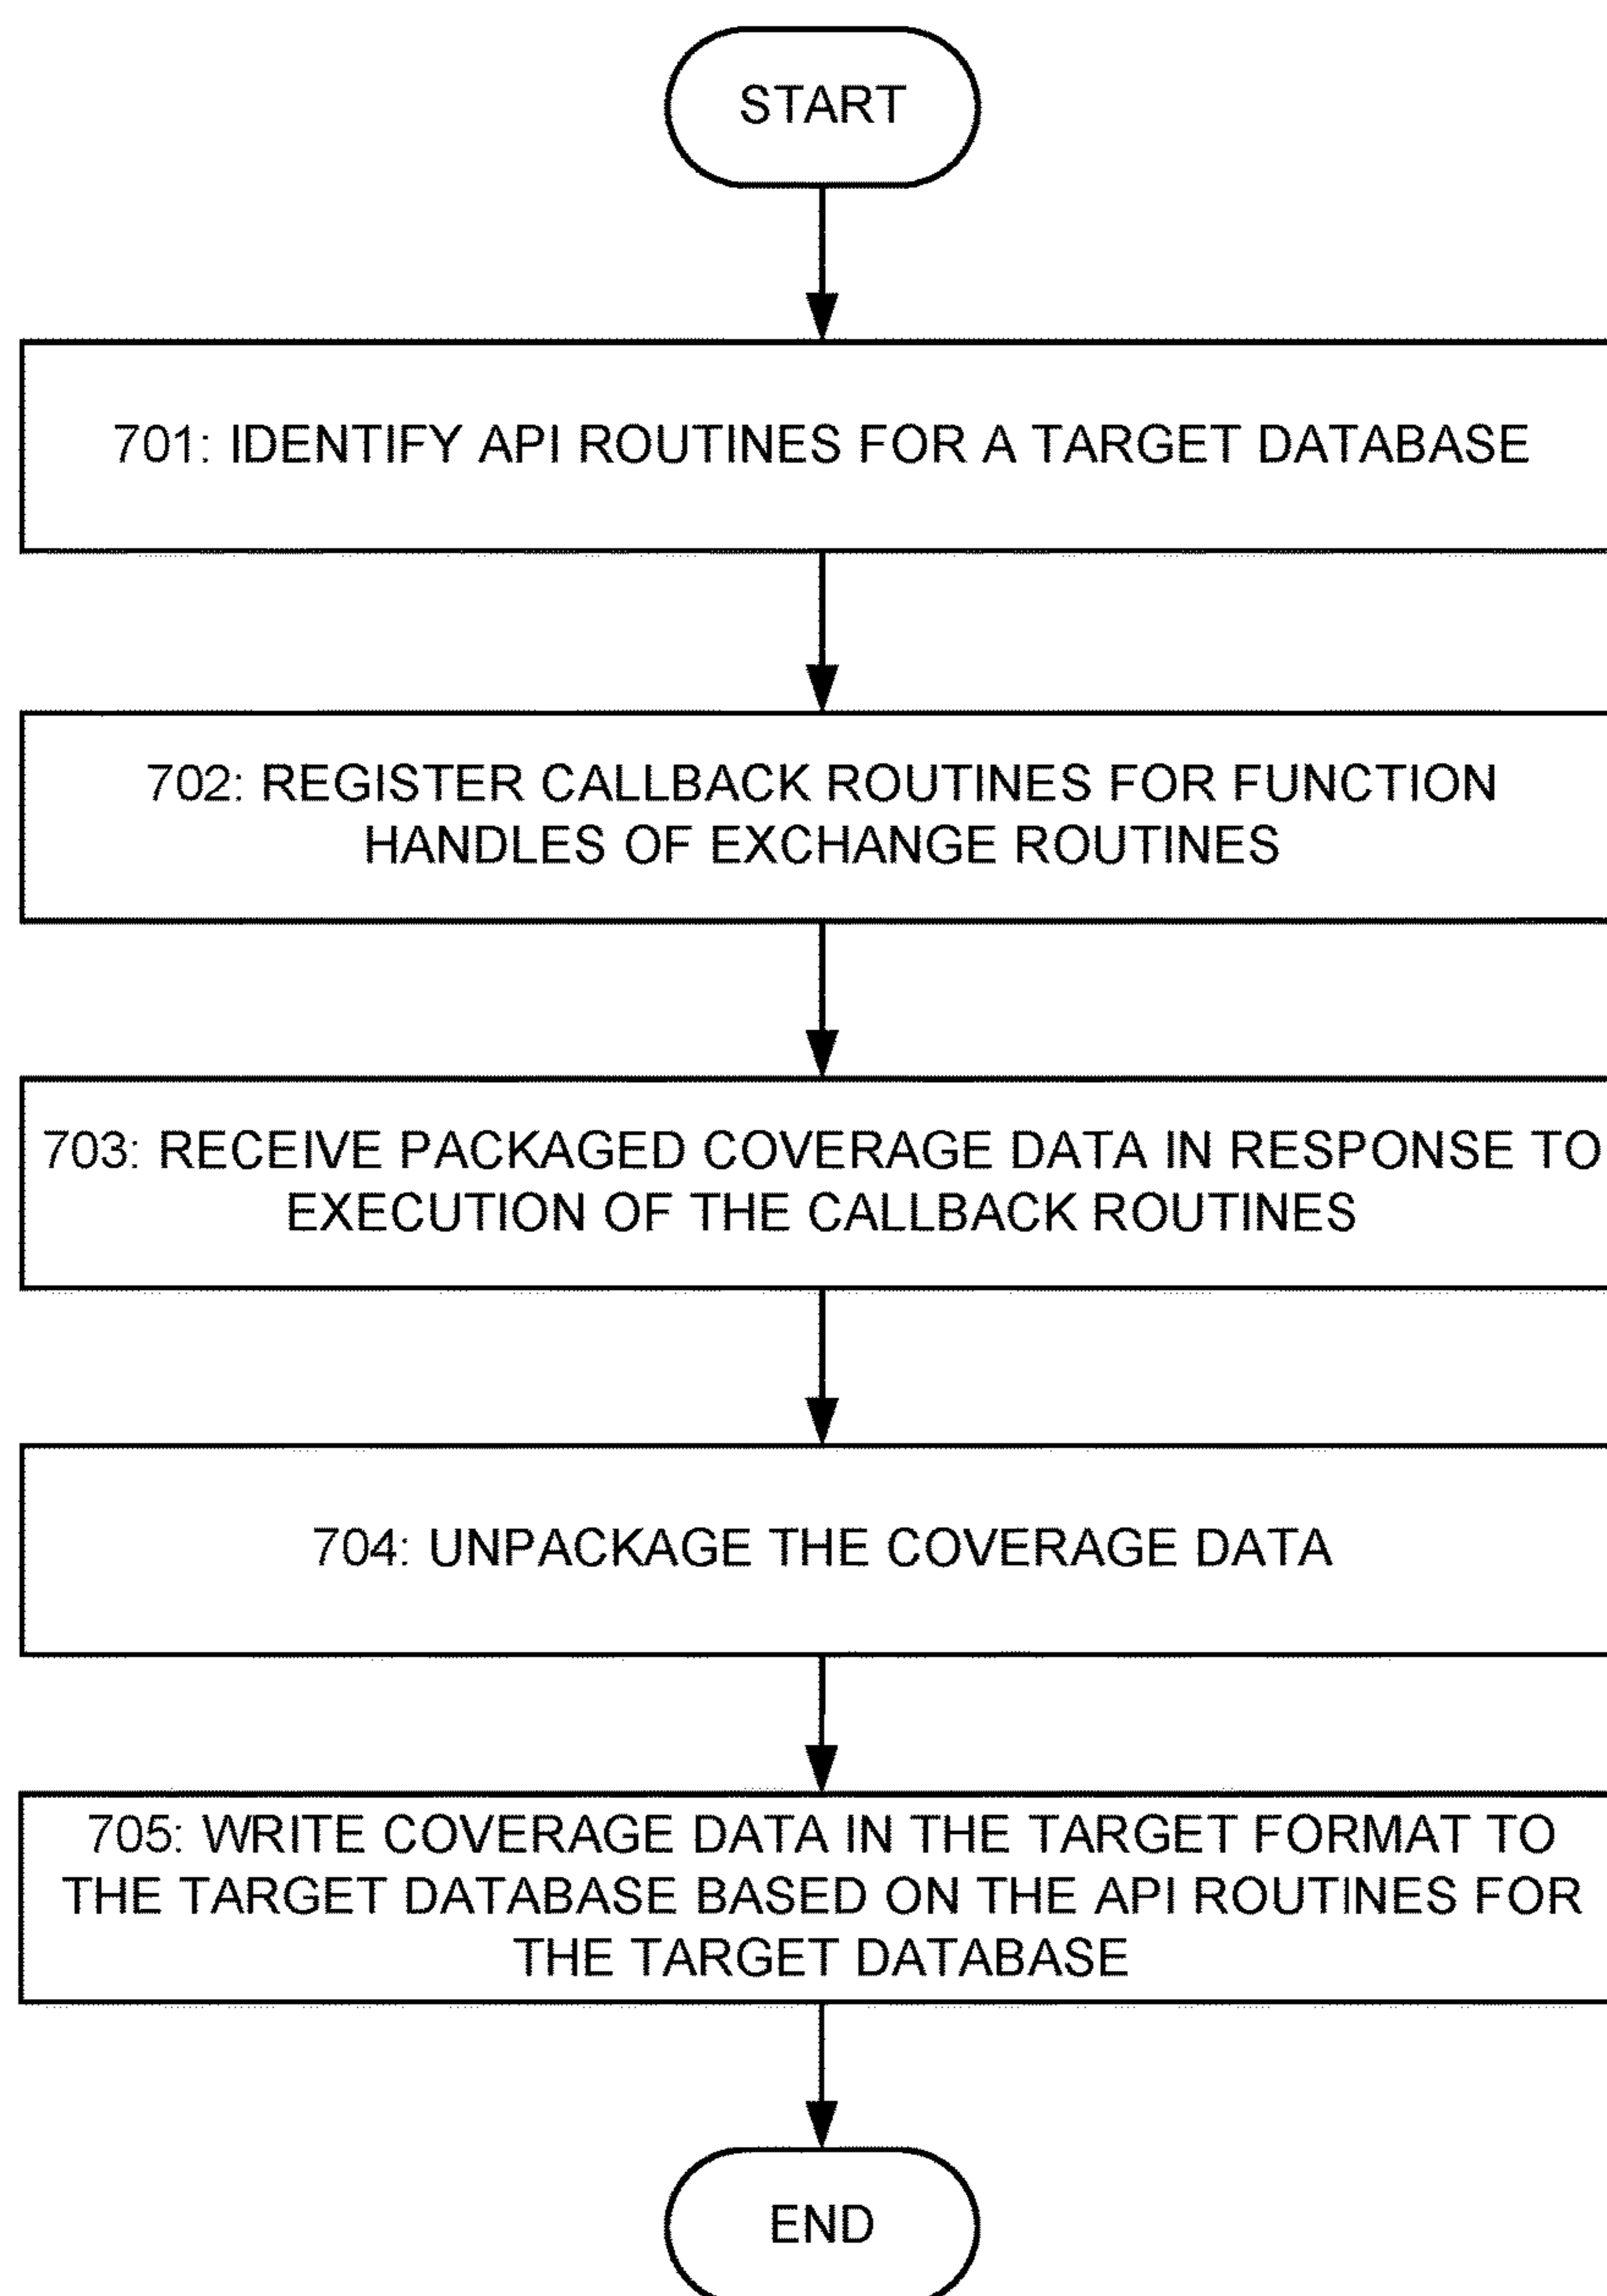 START
701: IDENTIFY API ROUTINES FOR A TARGET DATABASE
702: REGISTER CALLBACK ROUTINES FOR FUNCTION
HANDLES OF EXCHANGE ROUTINES
703: RECEIVE PACKAGED COVERAGE DATA IN RESPONSE TO
EXECUTION OF THE CALLBACK ROUTINES
704: UNPACKAGE THE COVERAGE DATA
705: WRITE COVERAGE DATA IN THE TARGET FORMAT TO
THE TARGET DATABASE BASED ON THE API ROUTINES FOR
THE TARGET DATABASE
END